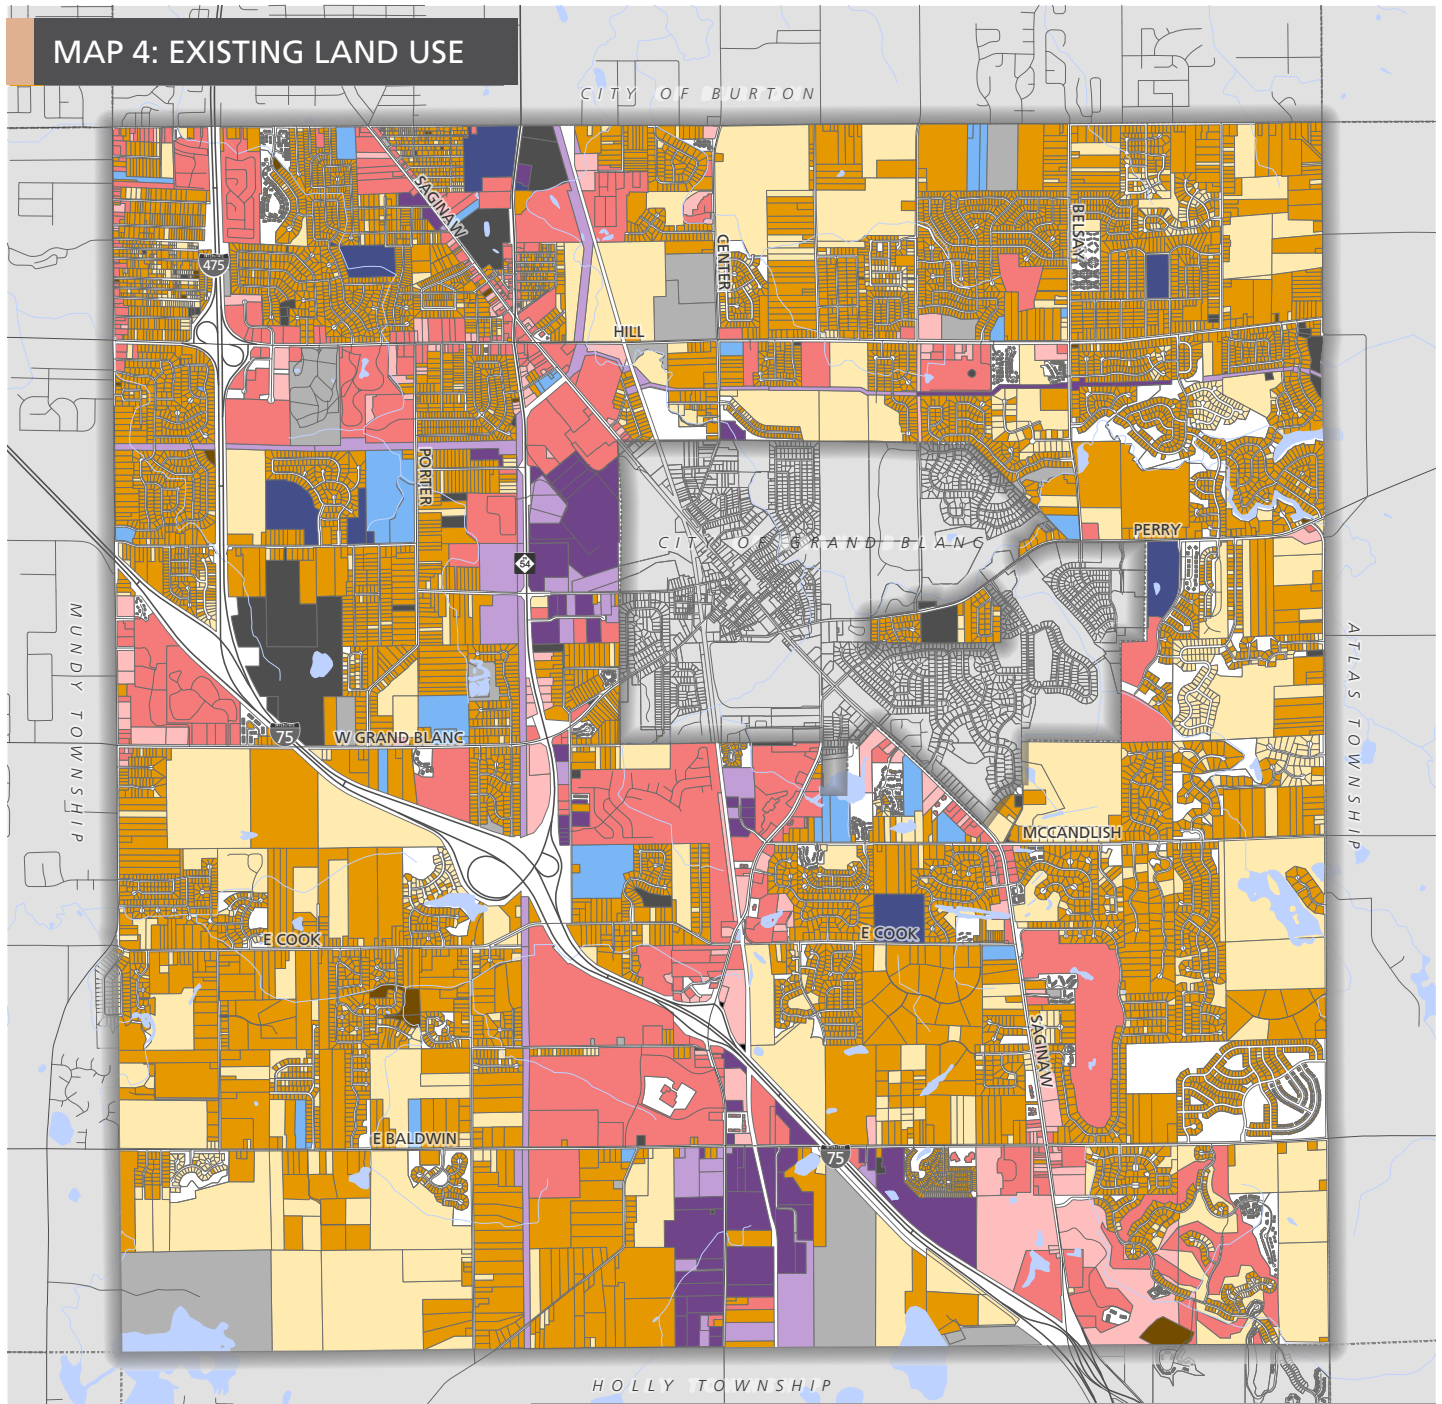 MAP 4: EXISTING LAND USE
CITY OF BURTON
SAGINAW
BELSAY
CENTER
475
HILL
PORTER
CITY OF GRAND BLANC
PERRY
54
MUNDY TOWNSHIP
ATLAS TOWNSHIP
75
W GRAND BLANC
MCCANDLISH
E COOK
E COOK
SAGINAW
E BALDWIN
75
HOLLY TOWNSHIP